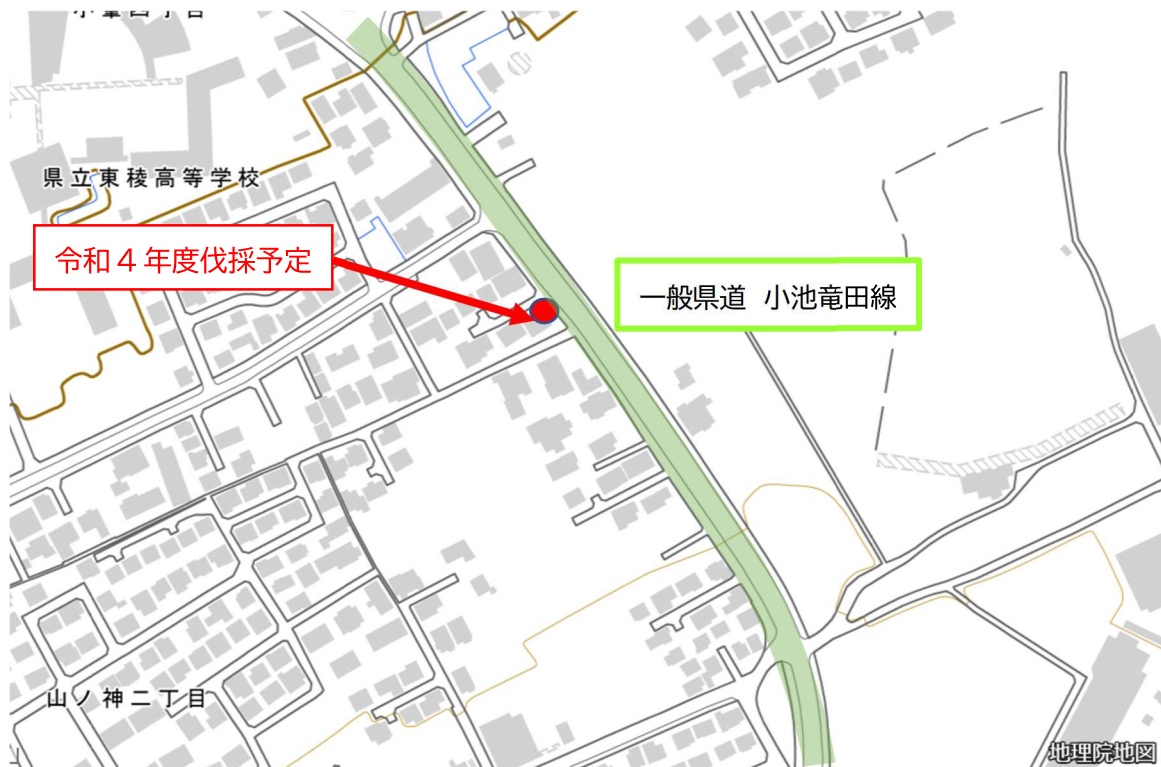 県立東稜高等学校
令和４年度伐採予定
一般県道　小池竜田線
山ノ神二丁目
地理院地図